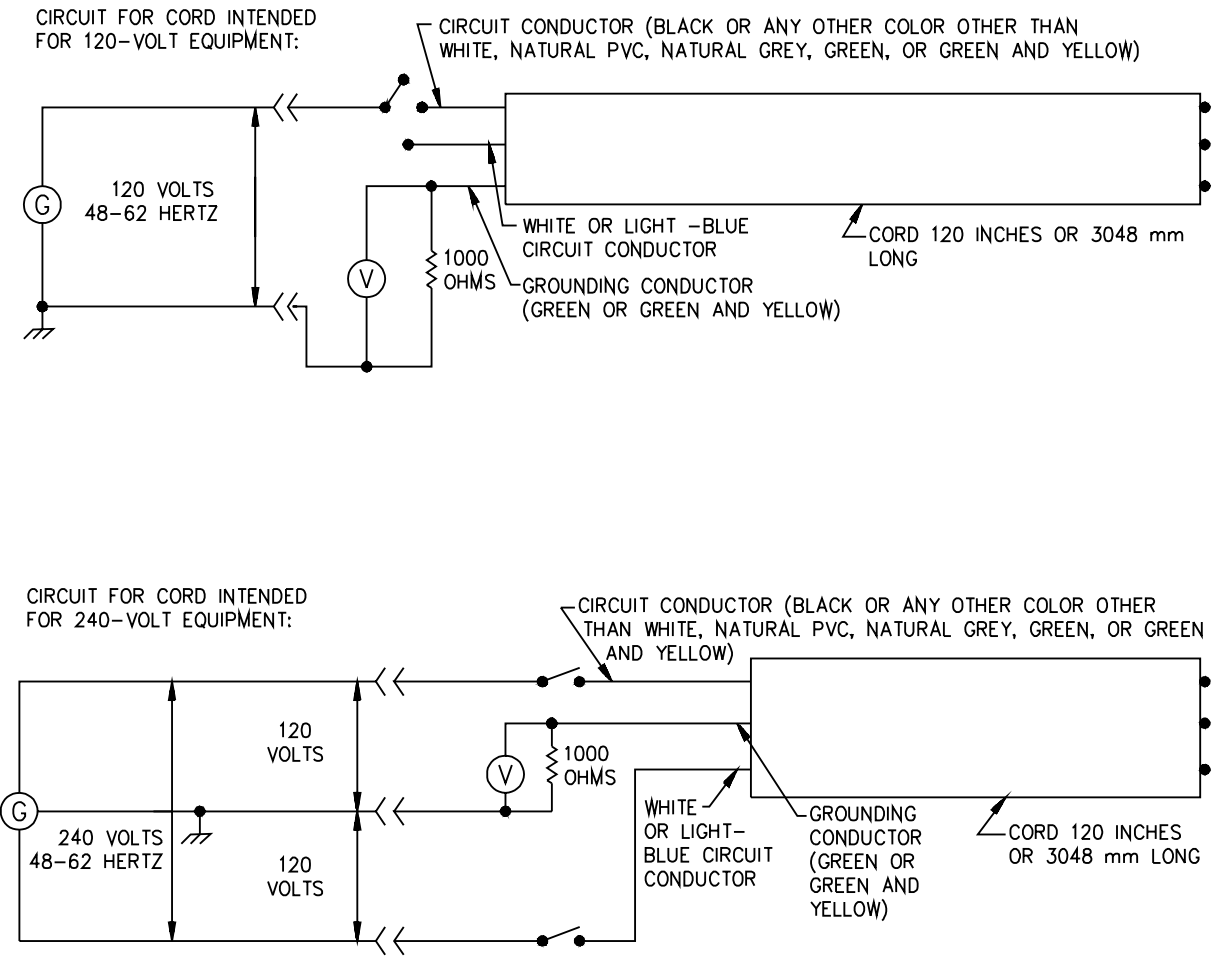 CIRCUIT FOR CORD INTENDED
FOR 120-VOLT EQUIPMENT:
CIRCUIT CONDUCTOR (BLACK OR ANY OTHER COLOR OTHER THAN
WHITE, NATURAL PVC, NATURAL GREY, GREEN, OR GREEN AND YELLOW)
120 VOLTS
48-62 HERTZ
G
WHITE OR LIGHT -BLUE
CIRCUIT CONDUCTOR
CORD 120 INCHES OR 3048 mm
LONG
V
1000
OHMS
GROUNDING CONDUCTOR
(GREEN OR GREEN AND YELLOW)
CIRCUIT FOR CORD INTENDED
FOR 240-VOLT EQUIPMENT:
CIRCUIT CONDUCTOR (BLACK OR ANY OTHER COLOR OTHER
THAN WHITE, NATURAL PVC, NATURAL GREY, GREEN, OR GREEN
AND YELLOW)
120
VOLTS
V
1000
OHMS
G
240 VOLTS
48-62 HERTZ
120
VOLTS
WHITE
OR LIGHT-
BLUE CIRCUIT
CONDUCTOR
GROUNDING
CONDUCTOR
(GREEN OR
GREEN AND
YELLOW)
CORD 120 INCHES
OR 3048 mm LONG